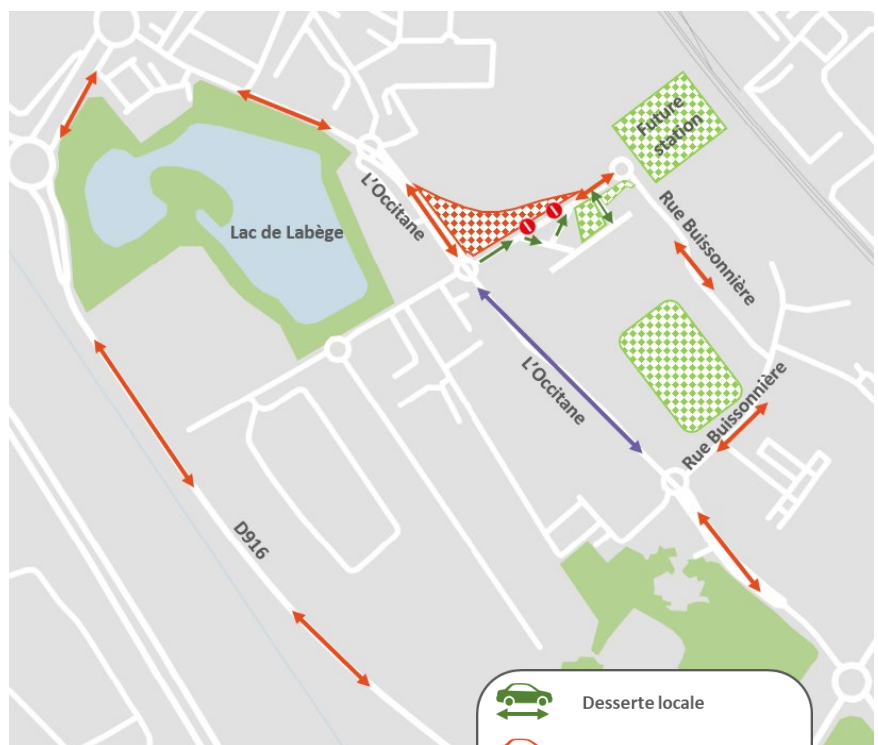 Future
station
L'Occitane
Lac de Labège
Rue Buissonnière
L'Occitane
Rue Buissonnière
D916
Desserte locale